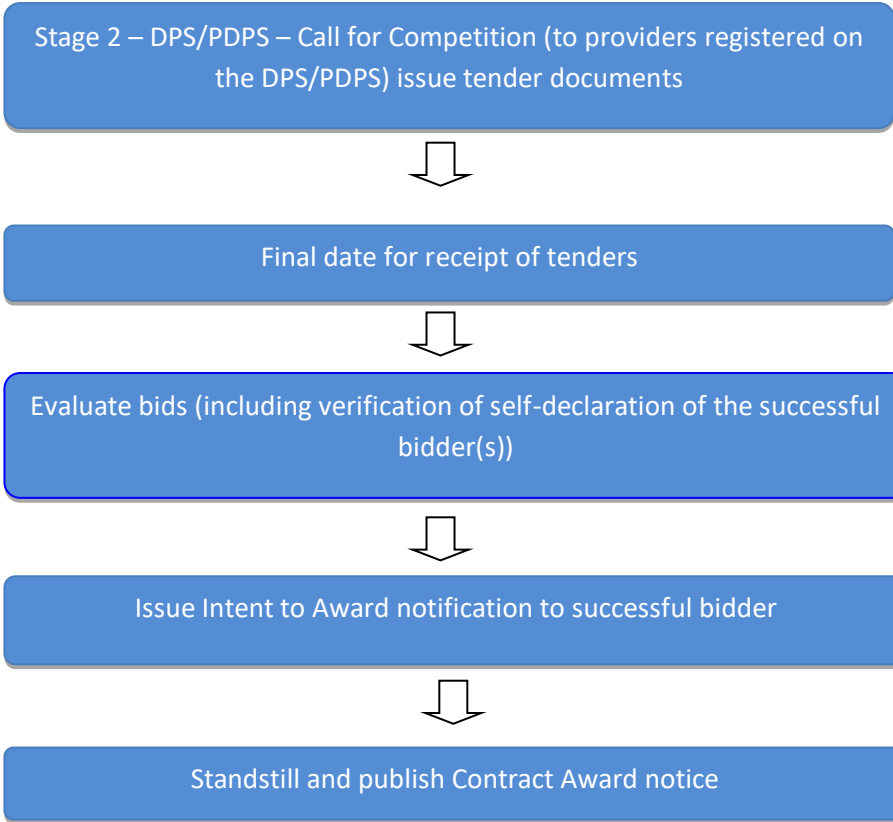 Stage 2 – DPS/PDPS – Call for Competition (to providers registered on
the DPS/PDPS) issue tender documents
Final date for receipt of tenders
Evaluate bids (including verification of self-declaration of the successful
bidder(s))
Issue Intent to Award notification to successful bidder
Standstill and publish Contract Award notice